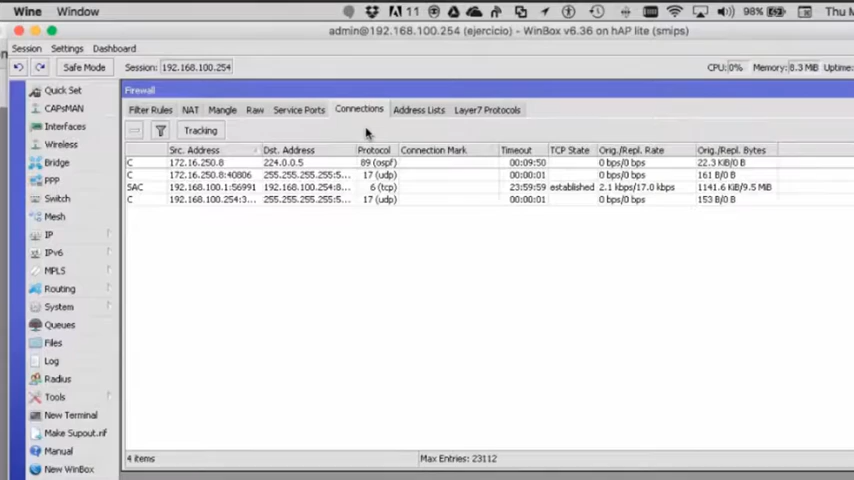 Wine Window 11 98% Thu M
admin@192.168.100.254 (ejercicio) - WinBox v6.36 on hAP lite (smips)
Session Settings Dashboard
Safe Mode Session: 192.168.100.254 CPU: 0% Memory: 8.3 MiB Uptime:
Firewall
Filter Rules NAT Mangle Raw Service Ports Connections Address Lists Layer7 Protocols
Tracking
Src. Address Dst. Address Protocol Connection Mark Timeout TCP State Orig./Repl. Rate Orig./Repl. Bytes
C 172.16.250.8 224.0.0.5 89 (ospf) 00:09:50 0 bps/0 bps 22.3 KiB/0 B
C 172.16.250.8:40806 255.255.255.255:5... 17 (udp) 00:00:01 0 bps/0 bps 161 B/0 B
SAC 192.168.100.1:56991 192.168.100.254:8... 6 (tcp) 23:59:59 established 2.1 kbps/17.0 kbps 1141.6 KiB/9.5 MiB
C 192.168.100.254:3... 255.255.255.255:5... 17 (udp) 00:00:01 0 bps/0 bps 153 B/0 B
Quick Set
CAPsMAN
Interfaces
Wireless
Bridge
PPP
Switch
Mesh
IP
IPv6
MPLS
Routing
System
Queues
Files
Log
Radius
Tools
New Terminal
Make Supout.rif
Manual
New WinBox
4 items Max Entries: 23112